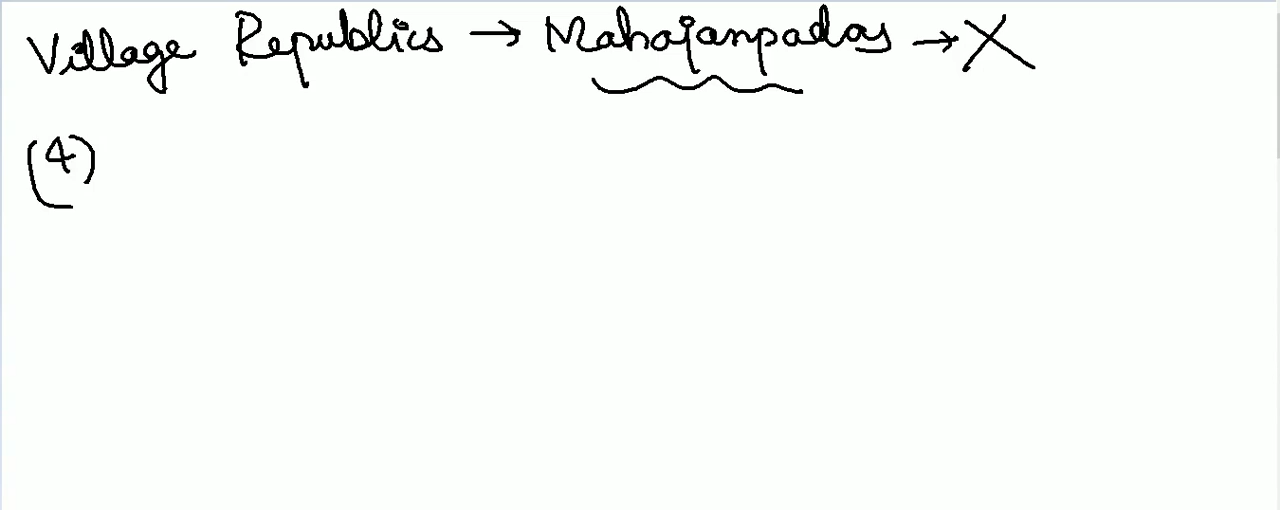 Village Republics → Mahajanpadas → X
(4)